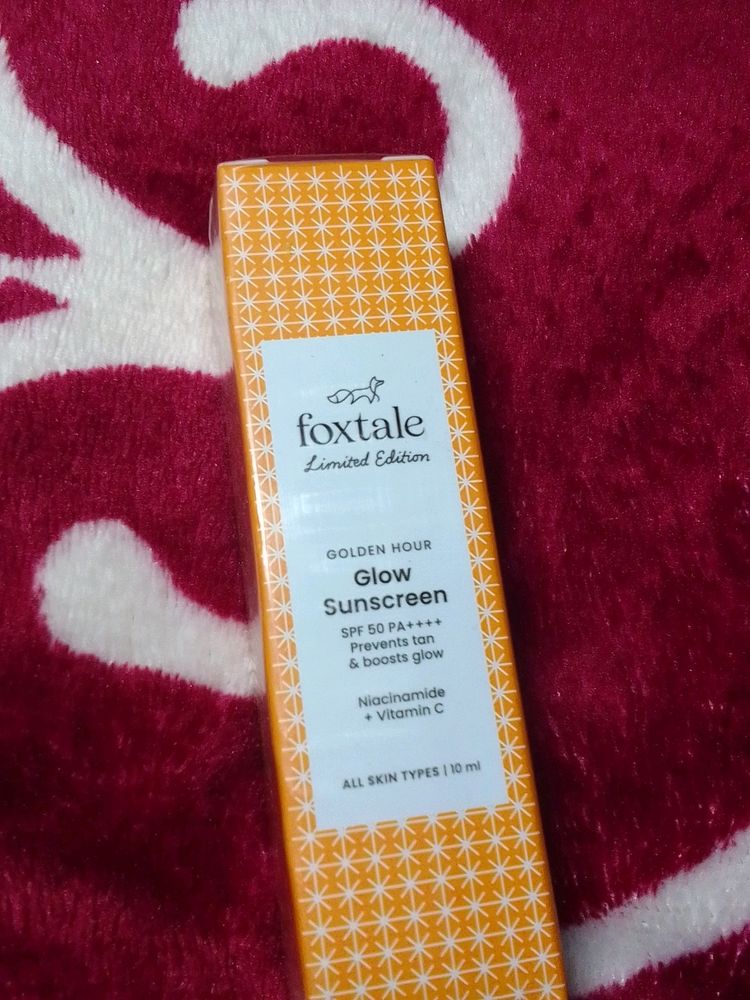 foxtale
Limited Edition
GOLDEN HOUR
Glow
Sunscreen
SPF 50 PA++++
Prevents tan
& boosts glow
Niacinamide
+ Vitamin C
ALL SKIN TYPES | 10 ml